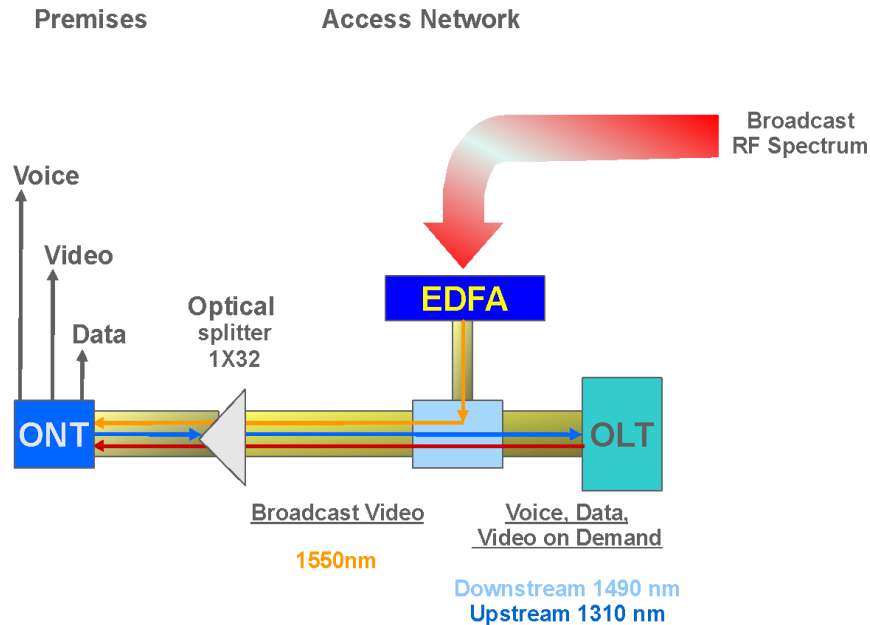 Premises
Access Network
Broadcast
RF Spectrum
Voice
Video
Data
Optical
splitter
1X32
EDFA
ONT
OLT
Broadcast Video
1550nm
Voice, Data,
Video on Demand
Downstream 1490 nm
Upstream 1310 nm